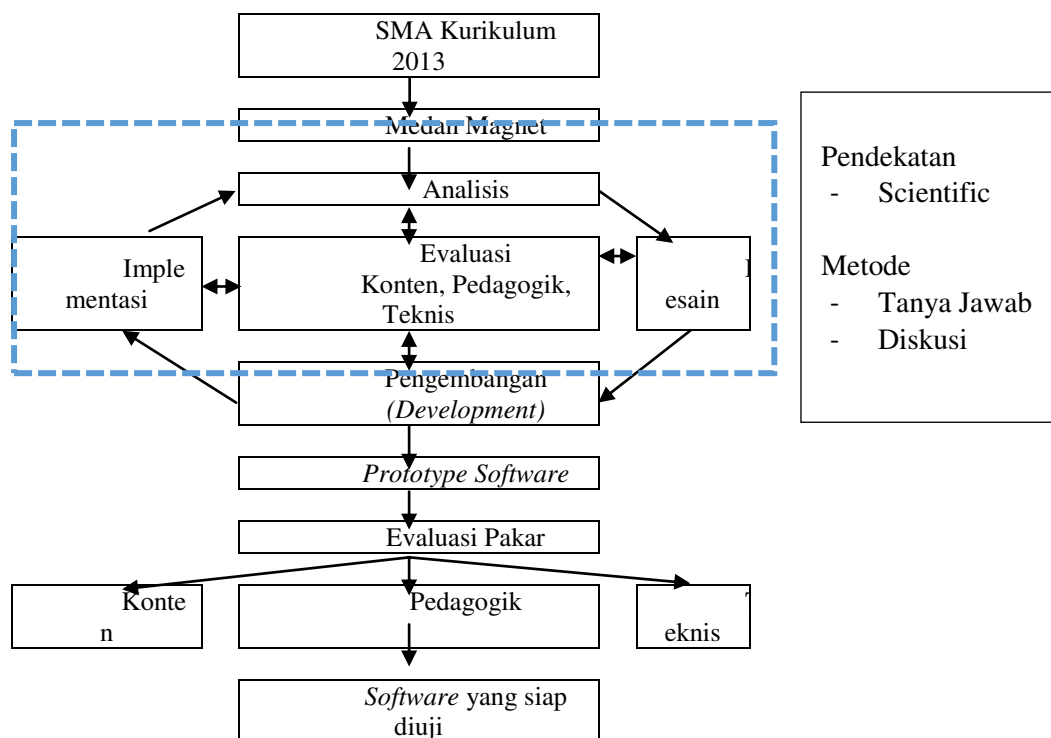 SMA Kurikulum
2013
Medan Magnet
Analisis
Imple
mentasi
Evaluasi
Konten, Pedagogik,
Teknis
esain
Pengembangan
(Development)
Prototype Software
Evaluasi Pakar
Konte
n
Pedagogik
eknis
Software yang siap
diuji
Pendekatan
- Scientific
Metode
- Tanya Jawab
- Diskusi